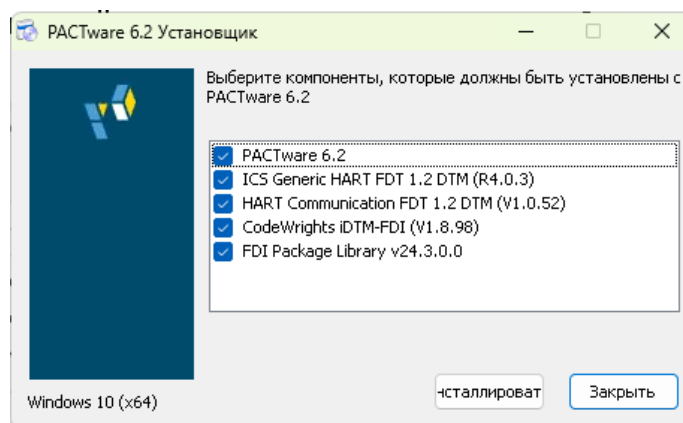 PACTware 6.2 Установщик
Выберите компоненты, которые должны быть установлены с
PACTware 6.2
PACTware 6.2
ICS Generic HART FDT 1.2 DTM (R4.0.3)
HART Communication FDT 1.2 DTM (V1.0.52)
CodeWrights iDTM-FDI (V1.8.98)
FDI Package Library v24.3.0.0
нсталлироват
Закрыть
Windows 10 (x64)